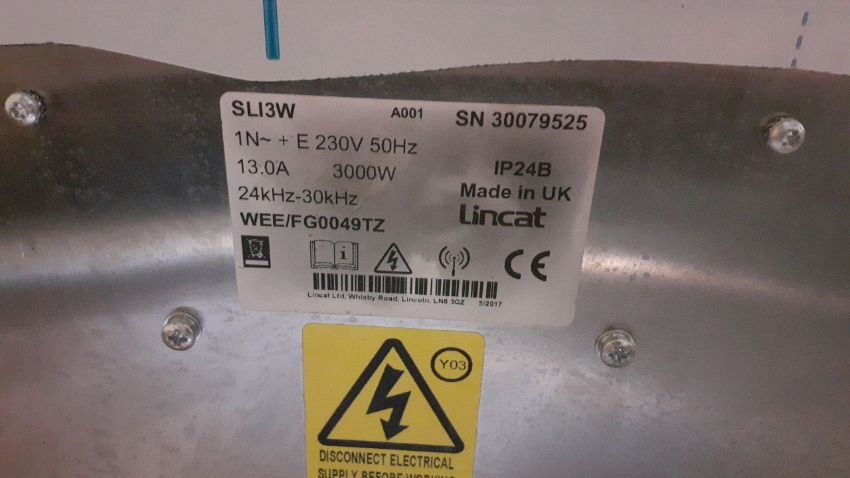 SLI3W A001 SN 30079525
1N~ + E 230V 50Hz
13.0A 3000W IP24B
24kHz-30kHz Made in UK
WEE/FG0049TZ Lincat
i CE
Lincat Ltd, Whisby Road, Lincoln, LN6 3QZ 5/2017
Y03
DISCONNECT ELECTRICAL
SUPPLY BEFORE WORKING